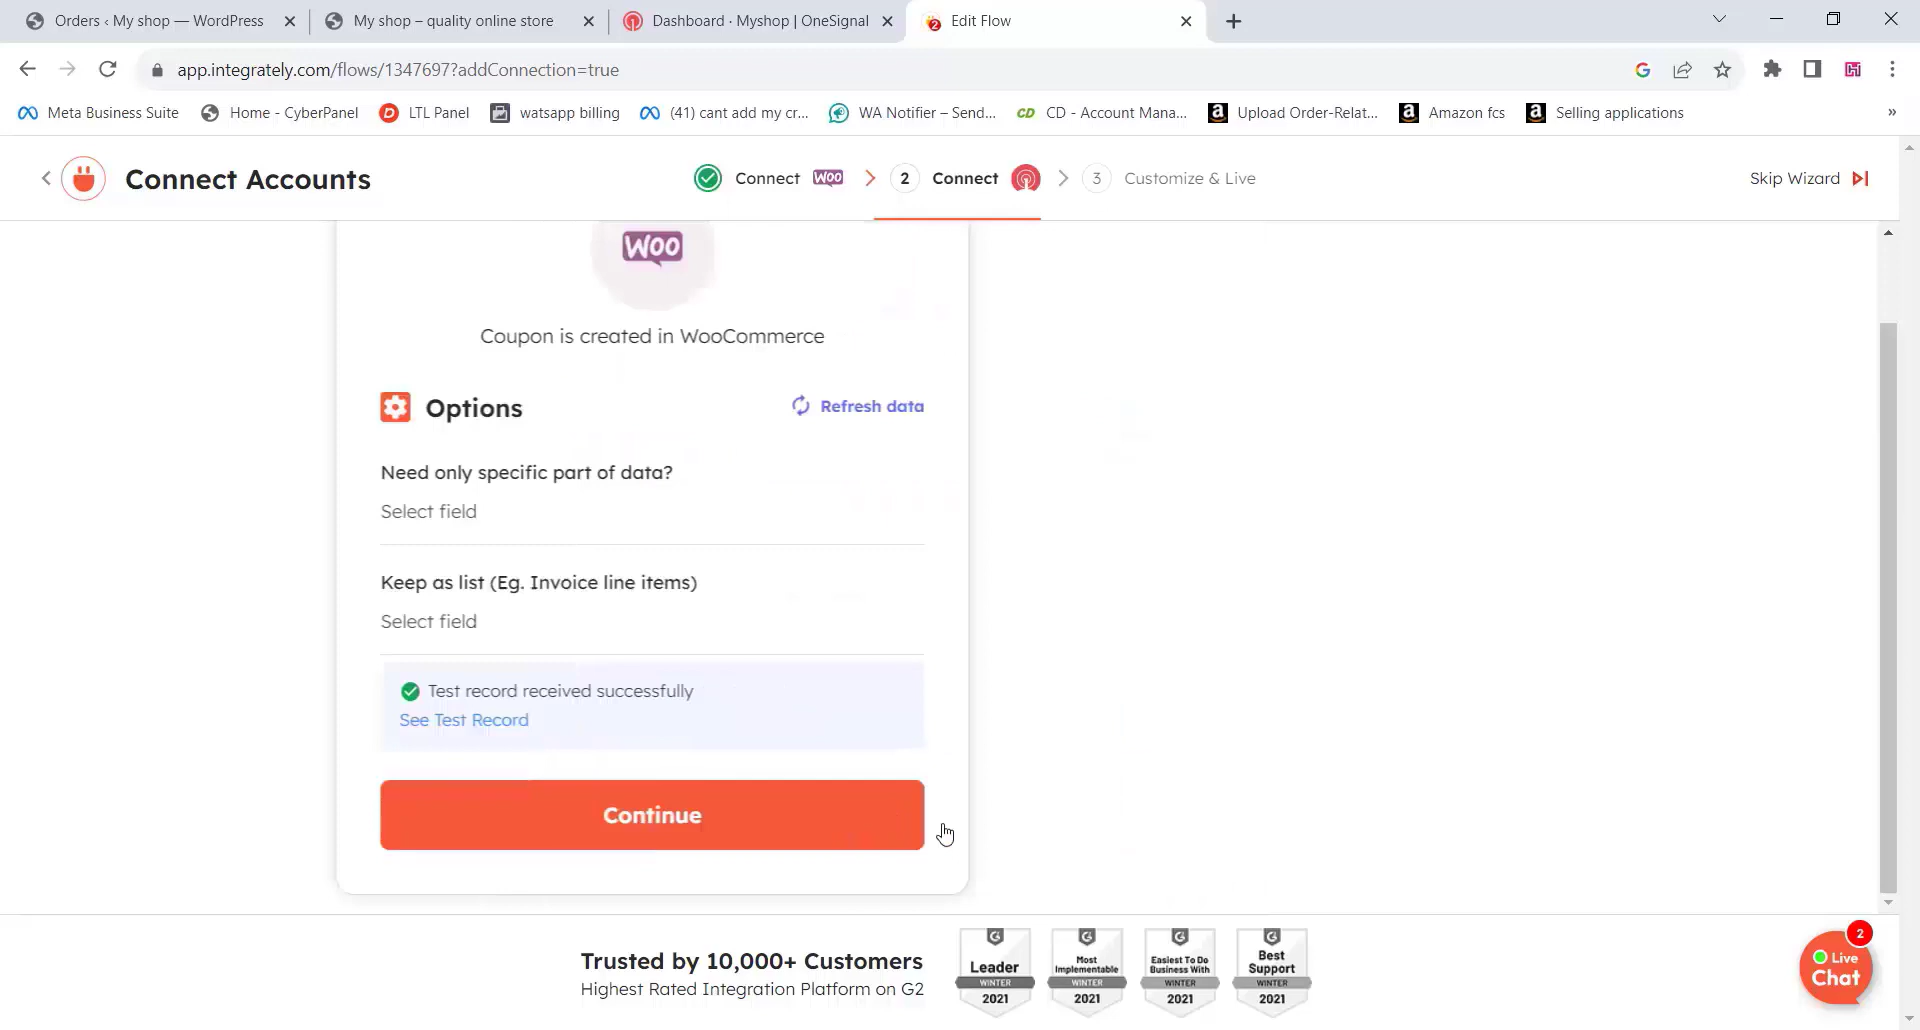 Orders ‹ My shop — WordPress
My shop – quality online store
Dashboard · Myshop | OneSignal
2 Edit Flow
app.integrately.com/flows/1347697?addConnection=true
Meta Business Suite
Home - CyberPanel
LTL Panel
watsapp billing
(41) cant add my cr...
WA Notifier – Send...
CD CD - Account Mana...
Upload Order-Relat...
Amazon fcs
Selling applications
»
Connect Accounts
Connect WOO
2 Connect
3 Customize & Live
Skip Wizard
WOO
Coupon is created in WooCommerce
Options
Refresh data
Need only specific part of data?
Select field
Keep as list (Eg. Invoice line items)
Select field
Test record received successfully
See Test Record
Continue
Trusted by 10,000+ Customers
Highest Rated Integration Platform on G2
Leader
WINTER
2021
Most
Implementable
WINTER
2021
Easiest To Do
Business With
WINTER
2021
Best
Support
WINTER
2021
2
Live
Chat